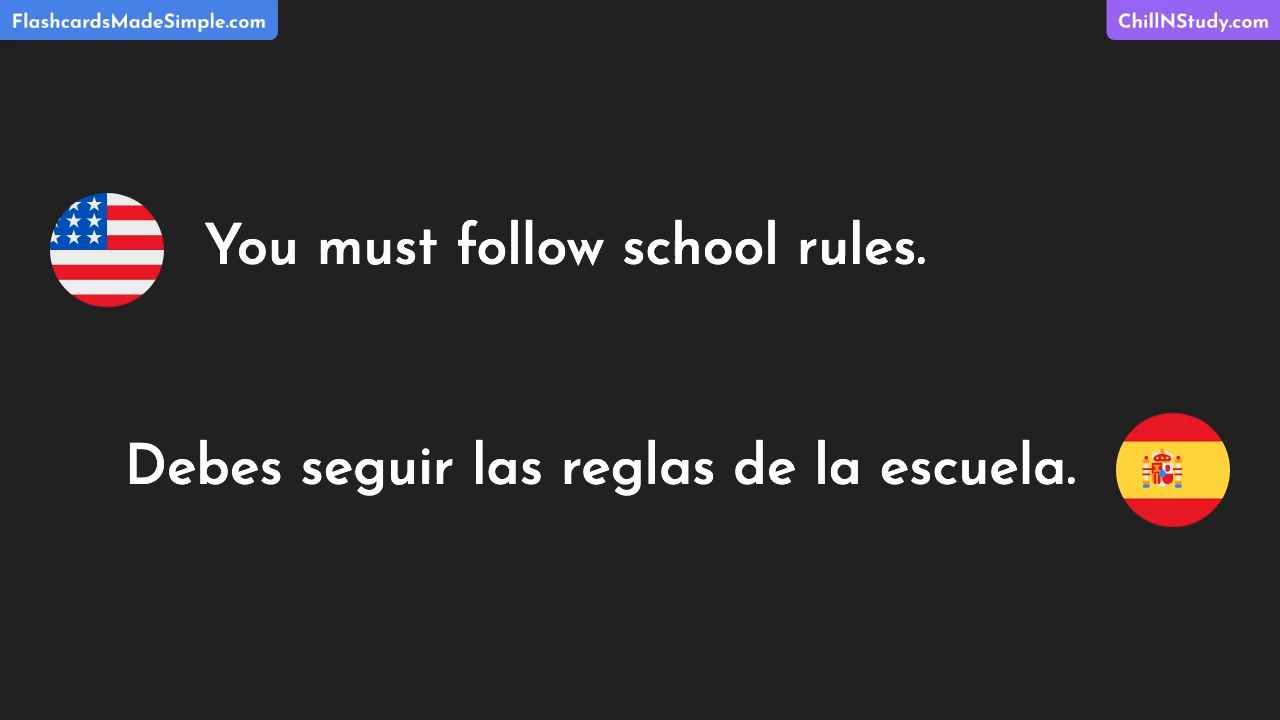 FlashcardsMadeSimple.com
ChillNStudy.com
You must follow school rules.
Debes seguir las reglas de la escuela.